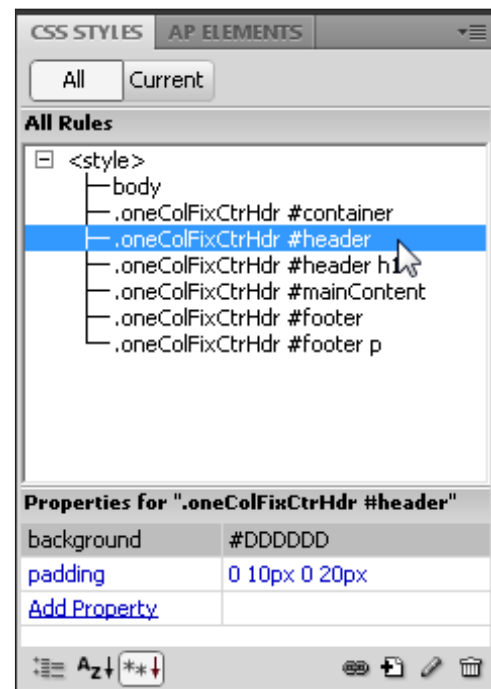 CSS STYLES AP ELEMENTS
All Current
All Rules
<style>
body
.oneColFixCtrHdr #container
.oneColFixCtrHdr #header
.oneColFixCtrHdr #header h1
.oneColFixCtrHdr #mainContent
.oneColFixCtrHdr #footer
.oneColFixCtrHdr #footer p
Properties for ".oneColFixCtrHdr #header"
background #DDDDDD
padding 0 10px 0 20px
Add Property
Az↓ **↓